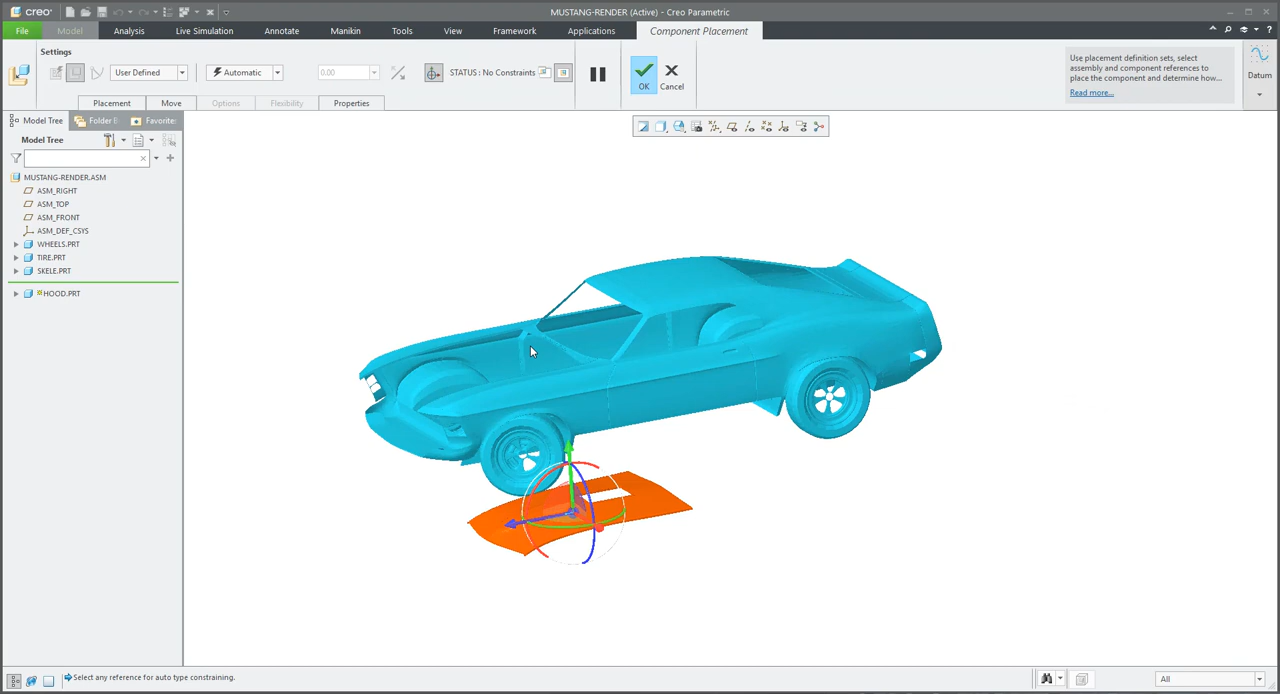 creo®
MUSTANG-RENDER (Active) - Creo Parametric
File Model Analysis Live Simulation Annotate Manikin Tools View Framework Applications Component Placement
Settings
User Defined Automatic 0.00 STATUS : No Constraints
OK Cancel
Placement Move Options Flexibility Properties
Use placement definition sets, select
assembly and component references to
place the component and determine how...
Read more...
Datum
Model Tree Folder Favorite
Model Tree
MUSTANG-RENDER.ASM
ASM_RIGHT
ASM_TOP
ASM_FRONT
ASM_DEF_CSYS
WHEELS.PRT
TIRE.PRT
SKELE.PRT
HOOD.PRT
Select any reference for auto type constraining.
All